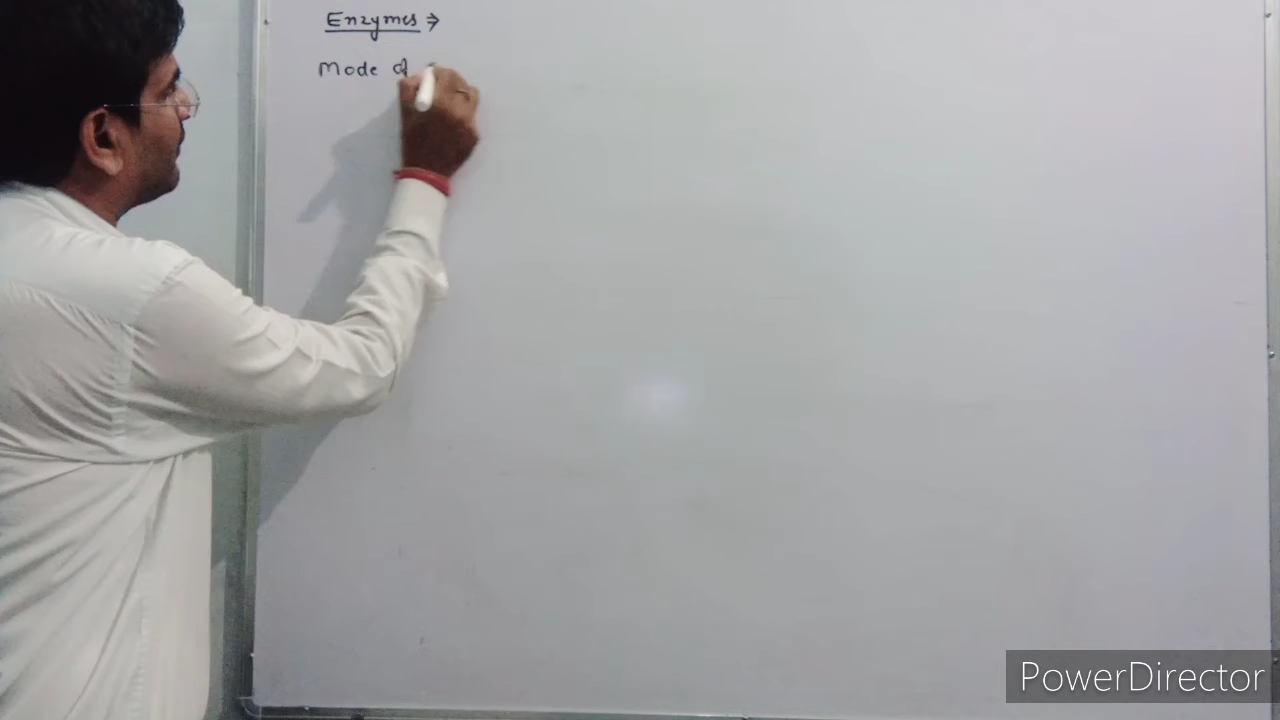 Enzymes ⇒
Mode of
PowerDirector